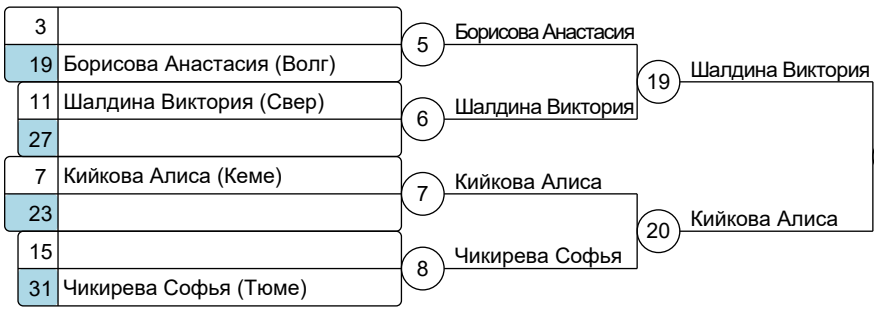 3
19 Борисова Анастасия (Волг)
5 Борисова Анастасия
11 Шалдина Виктория (Свер)
27
6 Шалдина Виктория
19 Шалдина Виктория
7 Кийкова Алиса (Кеме)
23
7 Кийкова Алиса
15
31 Чикирева Софья (Тюме)
8 Чикирева Софья
20 Кийкова Алиса